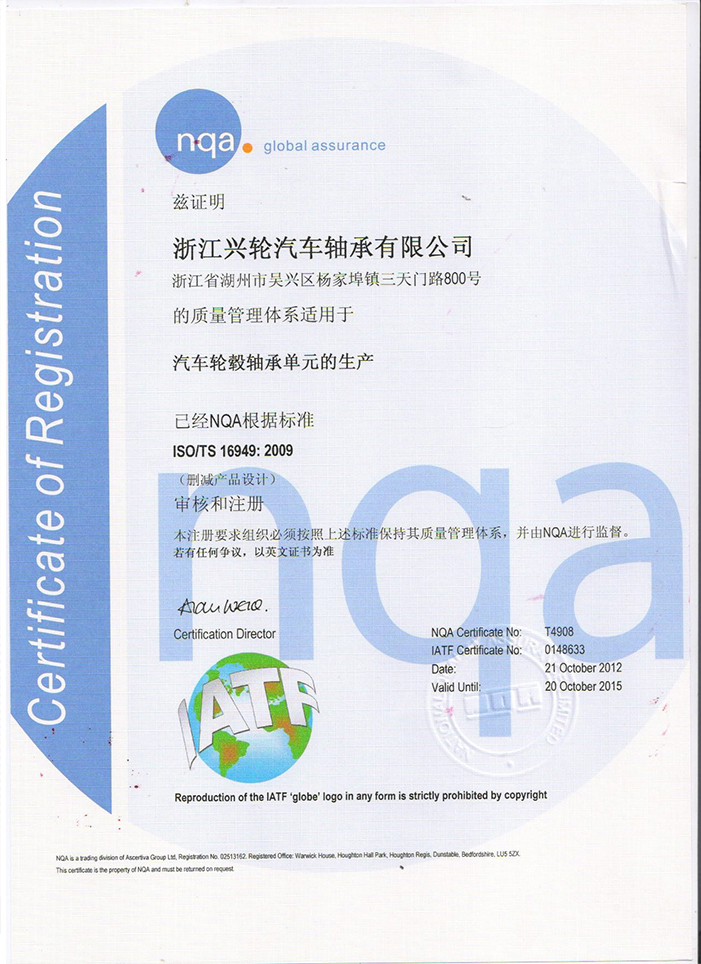 Certificate of Registration
nqa.
global assurance
兹证明
浙江兴轮汽车轴承有限公司
浙江省湖州市吴兴区杨家埠镇三天门路800号
的质量管理体系适用于
汽车轮毂轴承单元的生产
已经NQA根据标准
ISO/TS 16949: 2009
（删减产品设计）
审核和注册
本注册要求组织必须按照上述标准保持其质量管理体系，并由NQA进行监督。
若有任何争议，以英文证书为准
nqa
Certification Director
NQA Certificate No: T4908
IATF Certificate No: 0148633
Date: 21 October 2012
Valid Until: 20 October 2015
IATF
Reproduction of the IATF ‘globe’ logo in any form is strictly prohibited by copyright
NQA is a trading division of Ascertiva Group Ltd, Registration No. 02513162. Registered Office: Warwick House, Houghton Hall Park, Houghton Regis, Dunstable, Bedfordshire, LU5 5ZX.
This certificate is the property of NQA and must be returned on request.